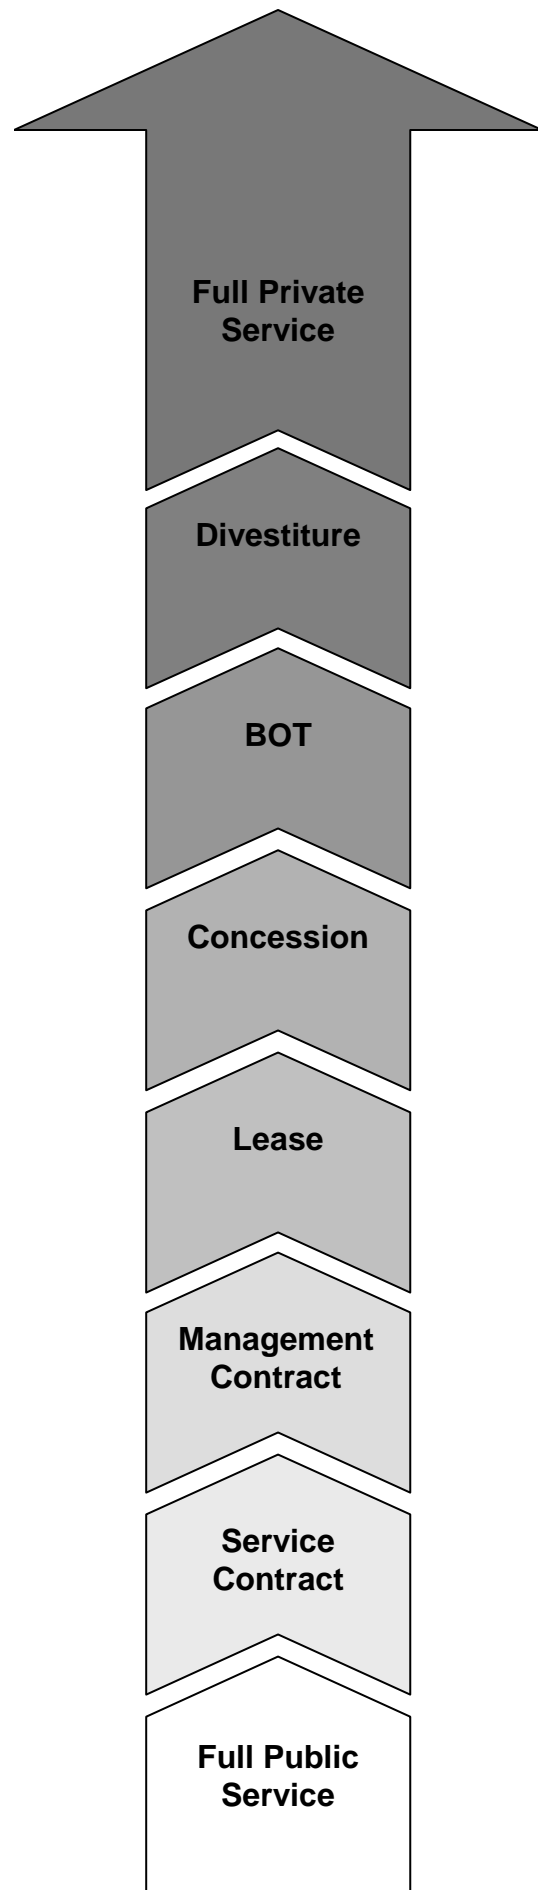 Full Private
Service
Divestiture
BOT
Concession
Lease
Management
Contract
Service
Contract
Full Public
Service